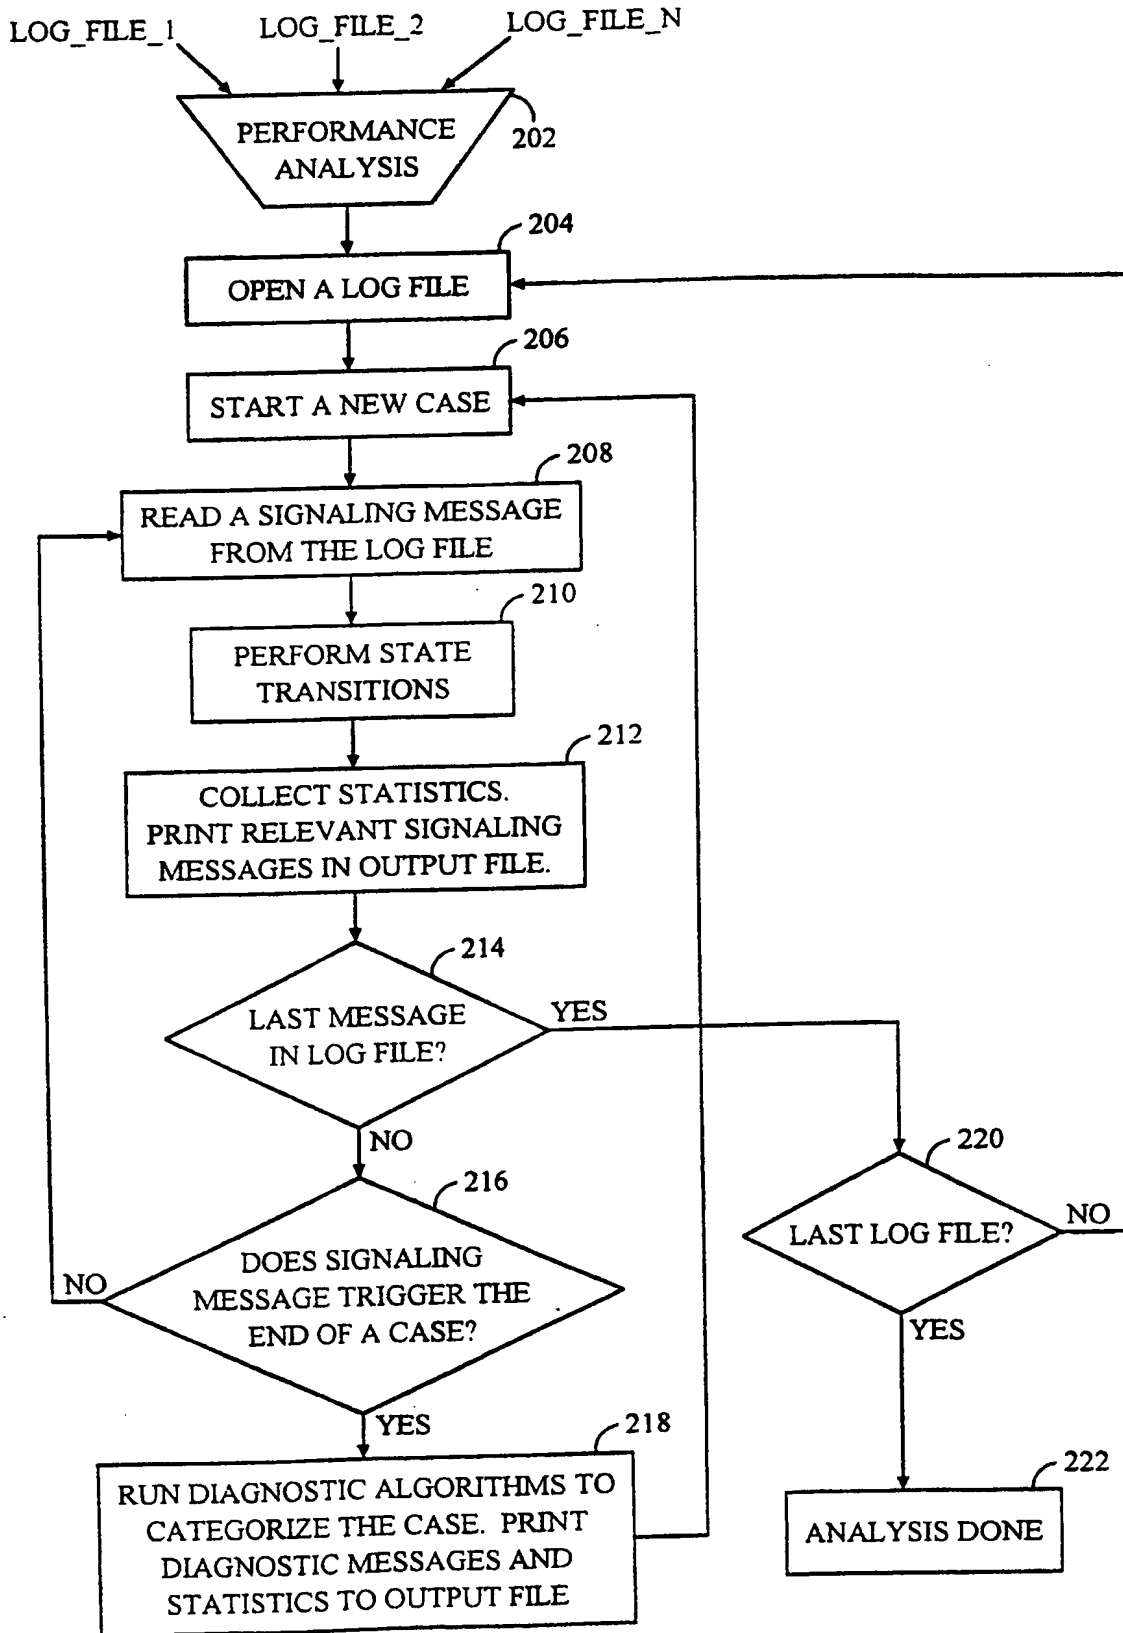 LOG_FILE_1
LOG_FILE_2
LOG_FILE_N
PERFORMANCE
ANALYSIS
202
204
OPEN A LOG FILE
206
START A NEW CASE
208
READ A SIGNALING MESSAGE
FROM THE LOG FILE
210
PERFORM STATE
TRANSITIONS
212
COLLECT STATISTICS.
PRINT RELEVANT SIGNALING
MESSAGES IN OUTPUT FILE.
214
LAST MESSAGE
IN LOG FILE?
YES
NO
216
DOES SIGNALING
MESSAGE TRIGGER THE
END OF A CASE?
NO
YES
218
RUN DIAGNOSTIC ALGORITHMS TO
CATEGORIZE THE CASE. PRINT
DIAGNOSTIC MESSAGES AND
STATISTICS TO OUTPUT FILE
220
LAST LOG FILE?
NO
YES
222
ANALYSIS DONE